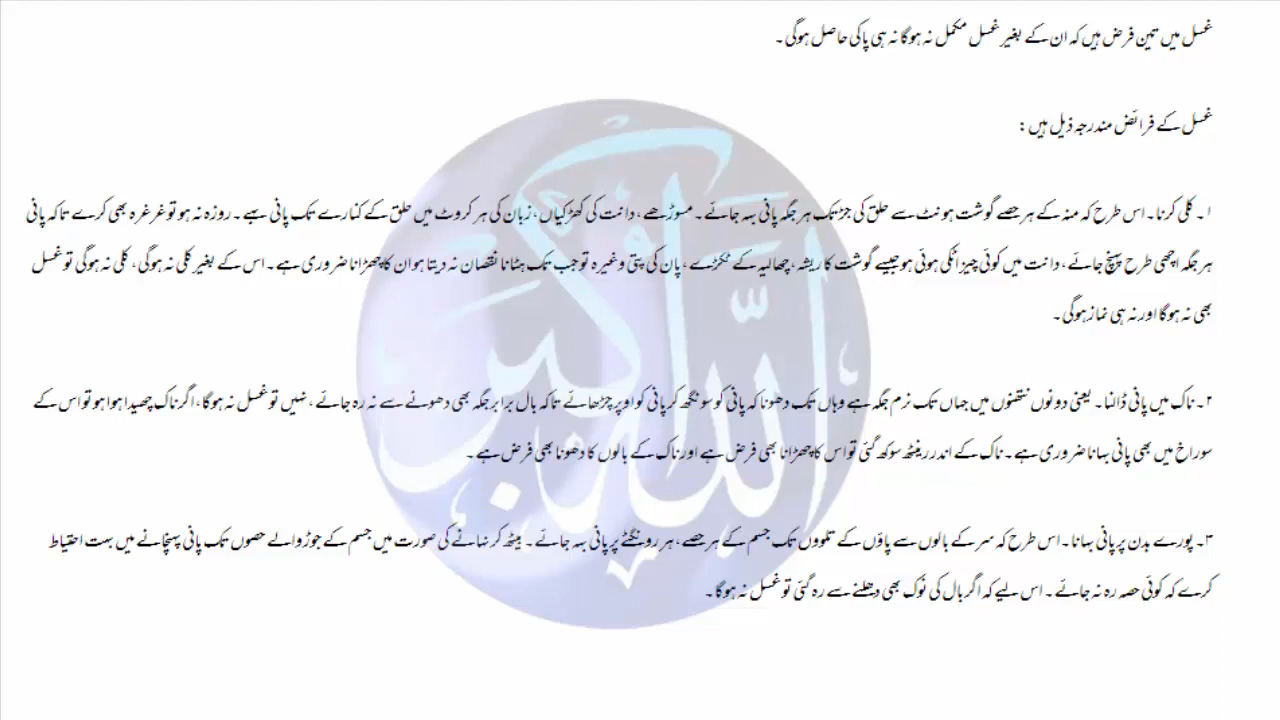 غسل میں تین فرض ہیں کہ ان کے بغیر غسل مکمل نہ ہوگا نہ ہی پاکی حاصل ہوگی۔
غسل کے فرائض مندرجہ ذیل ہیں:
۱۔ کلی کرنا۔ اس طرح کہ منہ کے ہر حصے گوشت ہونٹ سے حلق کی جڑ تک ہر جگہ پانی بہہ جائے۔ مسوڑھے، دانت کی کھڑکیاں، زبان کی ہر کروٹ میں حلق کے کنارے تک پانی بہے۔ روزہ نہ ہو تو غرغرہ بھی کرے تاکہ پانی
ہر جگہ اچھی طرح پہنچ جائے، دانت میں کوئی چیز اٹکی ہوئی ہو جیسے گوشت کا ریشہ، چھالیہ کے ٹکڑے، پان کی پتی وغیرہ تو جب تک ہٹانا نقصان نہ دیتا ہو ان کا چھڑانا ضروری ہے۔ اس کے بغیر کلی نہ ہوگی، کلی نہ ہوگی تو غسل
بھی نہ ہوگا اور نہ ہی نماز ہوگی۔
۲۔ ناک میں پانی ڈالنا۔ یعنی دونوں نتھنوں میں جہاں تک نرم جگہ ہے وہاں تک دھونا کہ پانی کو سونگھ کر پانی کو اوپر چڑھائے تاکہ بال برابر جگہ بھی دھونے سے نہ رہ جائے، نہیں تو غسل نہ ہوگا، اگر ناک چھیدا ہوا ہو تو اس کے
سوراخ میں بھی پانی بہانا ضروری ہے۔ ناک کے اندر رینٹھ سوکھ گئی تو اس کا چھڑانا بھی فرض ہے اور ناک کے بالوں کا دھونا بھی فرض ہے۔
۳۔ پورے بدن پر پانی بہانا۔ اس طرح کہ سر کے بالوں سے پاؤں کے تلووں تک جسم کے ہر حصے، ہر رونگٹے پر پانی بہہ جائے۔ بیٹھ کر نہانے کی صورت میں جسم کے جوڑ والے حصوں تک پانی پہنچانے میں بہت احتیاط
کرے کہ کوئی حصہ رہ نہ جائے۔ اس لیے کہ اگر بال کی نوک بھی دھلنے سے رہ گئی تو غسل نہ ہوگا۔
الله اكبر